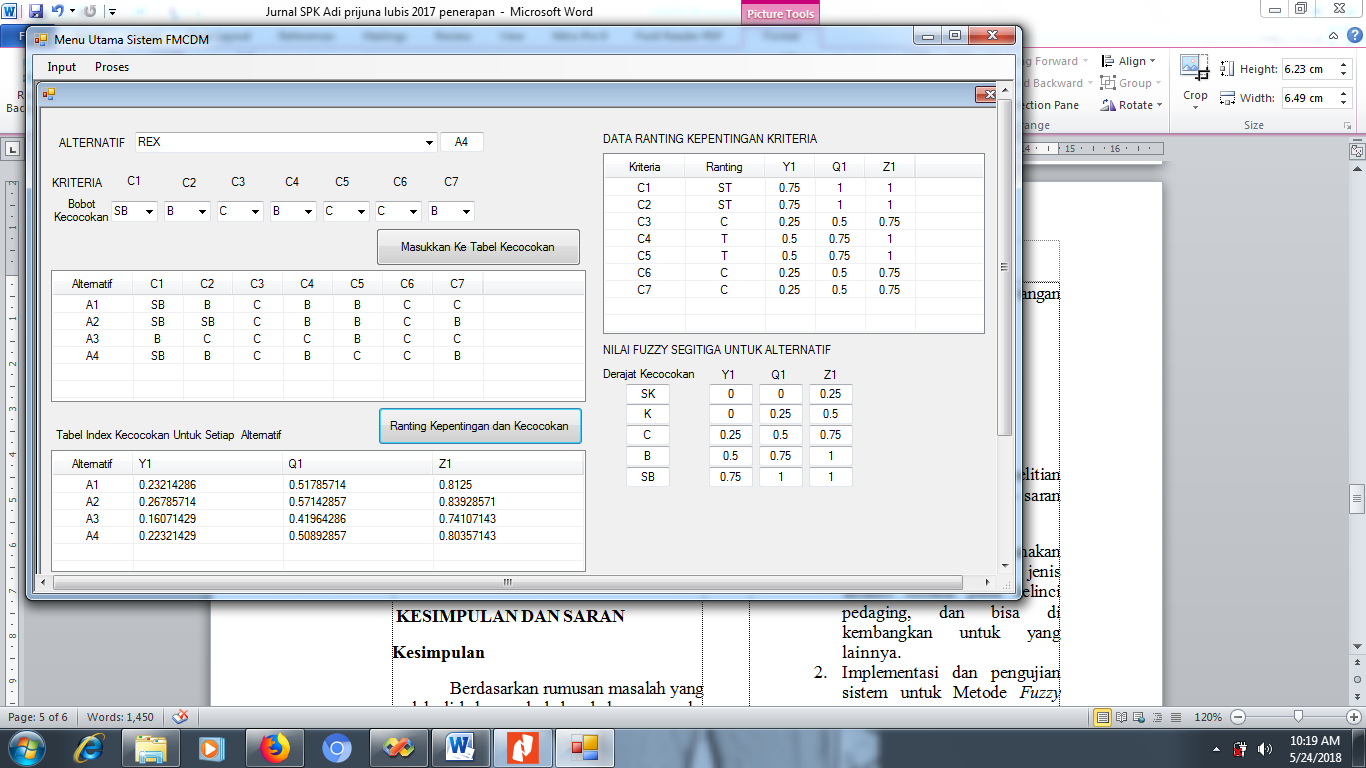 Jurnal SPK Adi prijuna lubis 2017 penerapan - Microsoft Word
Picture Tools
Menu Utama Sistem FMCDM
Input Proses
Align
Group
Rotate
ection Pane
Crop
Height: 6.23 cm
Width: 6.49 cm
Size
ALTERNATIF REX A4
KRITERIA C1 C2 C3 C4 C5 C6 C7
Bobot
Kecocokan SB B C B C C B
Masukkan Ke Tabel Kecocokan
Alternatif C1 C2 C3 C4 C5 C6 C7
A1 SB B C B B C C
A2 SB SB C B B C B
A3 B C C C B C C
A4 SB B C B C C B
Ranting Kepentingan dan Kecocokan
Tabel Index Kecocokan Untuk Setiap Alternatif
Alternatif Y1 Q1 Z1
A1 0.23214286 0.51785714 0.8125
A2 0.26785714 0.57142857 0.83928571
A3 0.16071429 0.41964286 0.74107143
A4 0.22321429 0.50892857 0.80357143
DATA RANTING KEPENTINGAN KRITERIA
Kriteria Ranting Y1 Q1 Z1
C1 ST 0.75 1 1
C2 ST 0.75 1 1
C3 C 0.25 0.5 0.75
C4 T 0.5 0.75 1
C5 T 0.5 0.75 1
C6 C 0.25 0.5 0.75
C7 C 0.25 0.5 0.75
NILAI FUZZY SEGITIGA UNTUK ALTERNATIF
Derajat Kecocokan Y1 Q1 Z1
SK 0 0 0.25
K 0 0.25 0.5
C 0.25 0.5 0.75
B 0.5 0.75 1
SB 0.75 1 1
angan
elitian
saran
nakan
jenis
elinci
pedaging, dan bisa di
kembangkan untuk yang
lainnya.
2. Implementasi dan pengujian
sistem untuk Metode Fuzzy
KESIMPULAN DAN SARAN
Kesimpulan
Berdasarkan rumusan masalah yang
Page: 5 of 6 Words: 1,450 120%
10:19 AM
5/24/2018